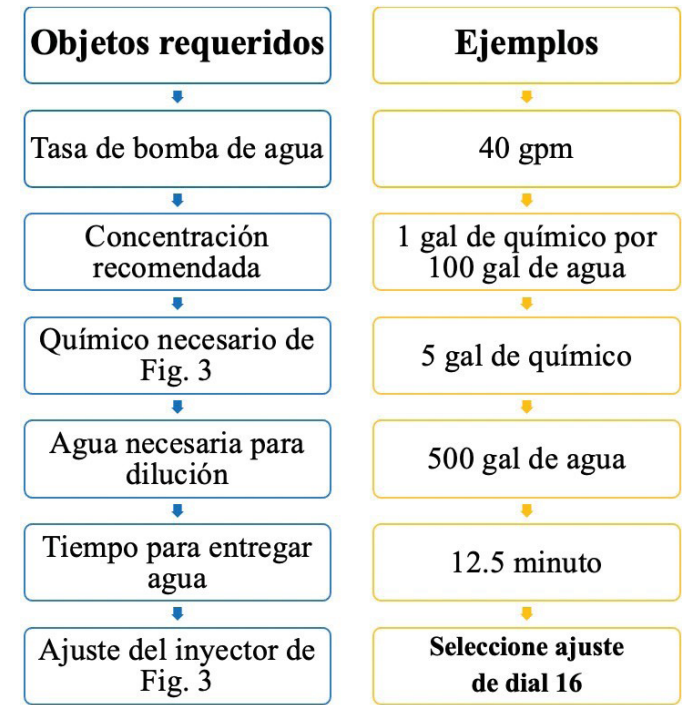 Objetos requeridos
Ejemplos
Tasa de bomba de agua
40 gpm
Concentración
recomendada
1 gal de químico por
100 gal de agua
Químico necesario de
Fig. 3
5 gal de químico
Agua necesaria para
dilución
500 gal de agua
Tiempo para entregar
agua
12.5 minuto
Ajuste del inyector de
Fig. 3
Seleccione ajuste
de dial 16